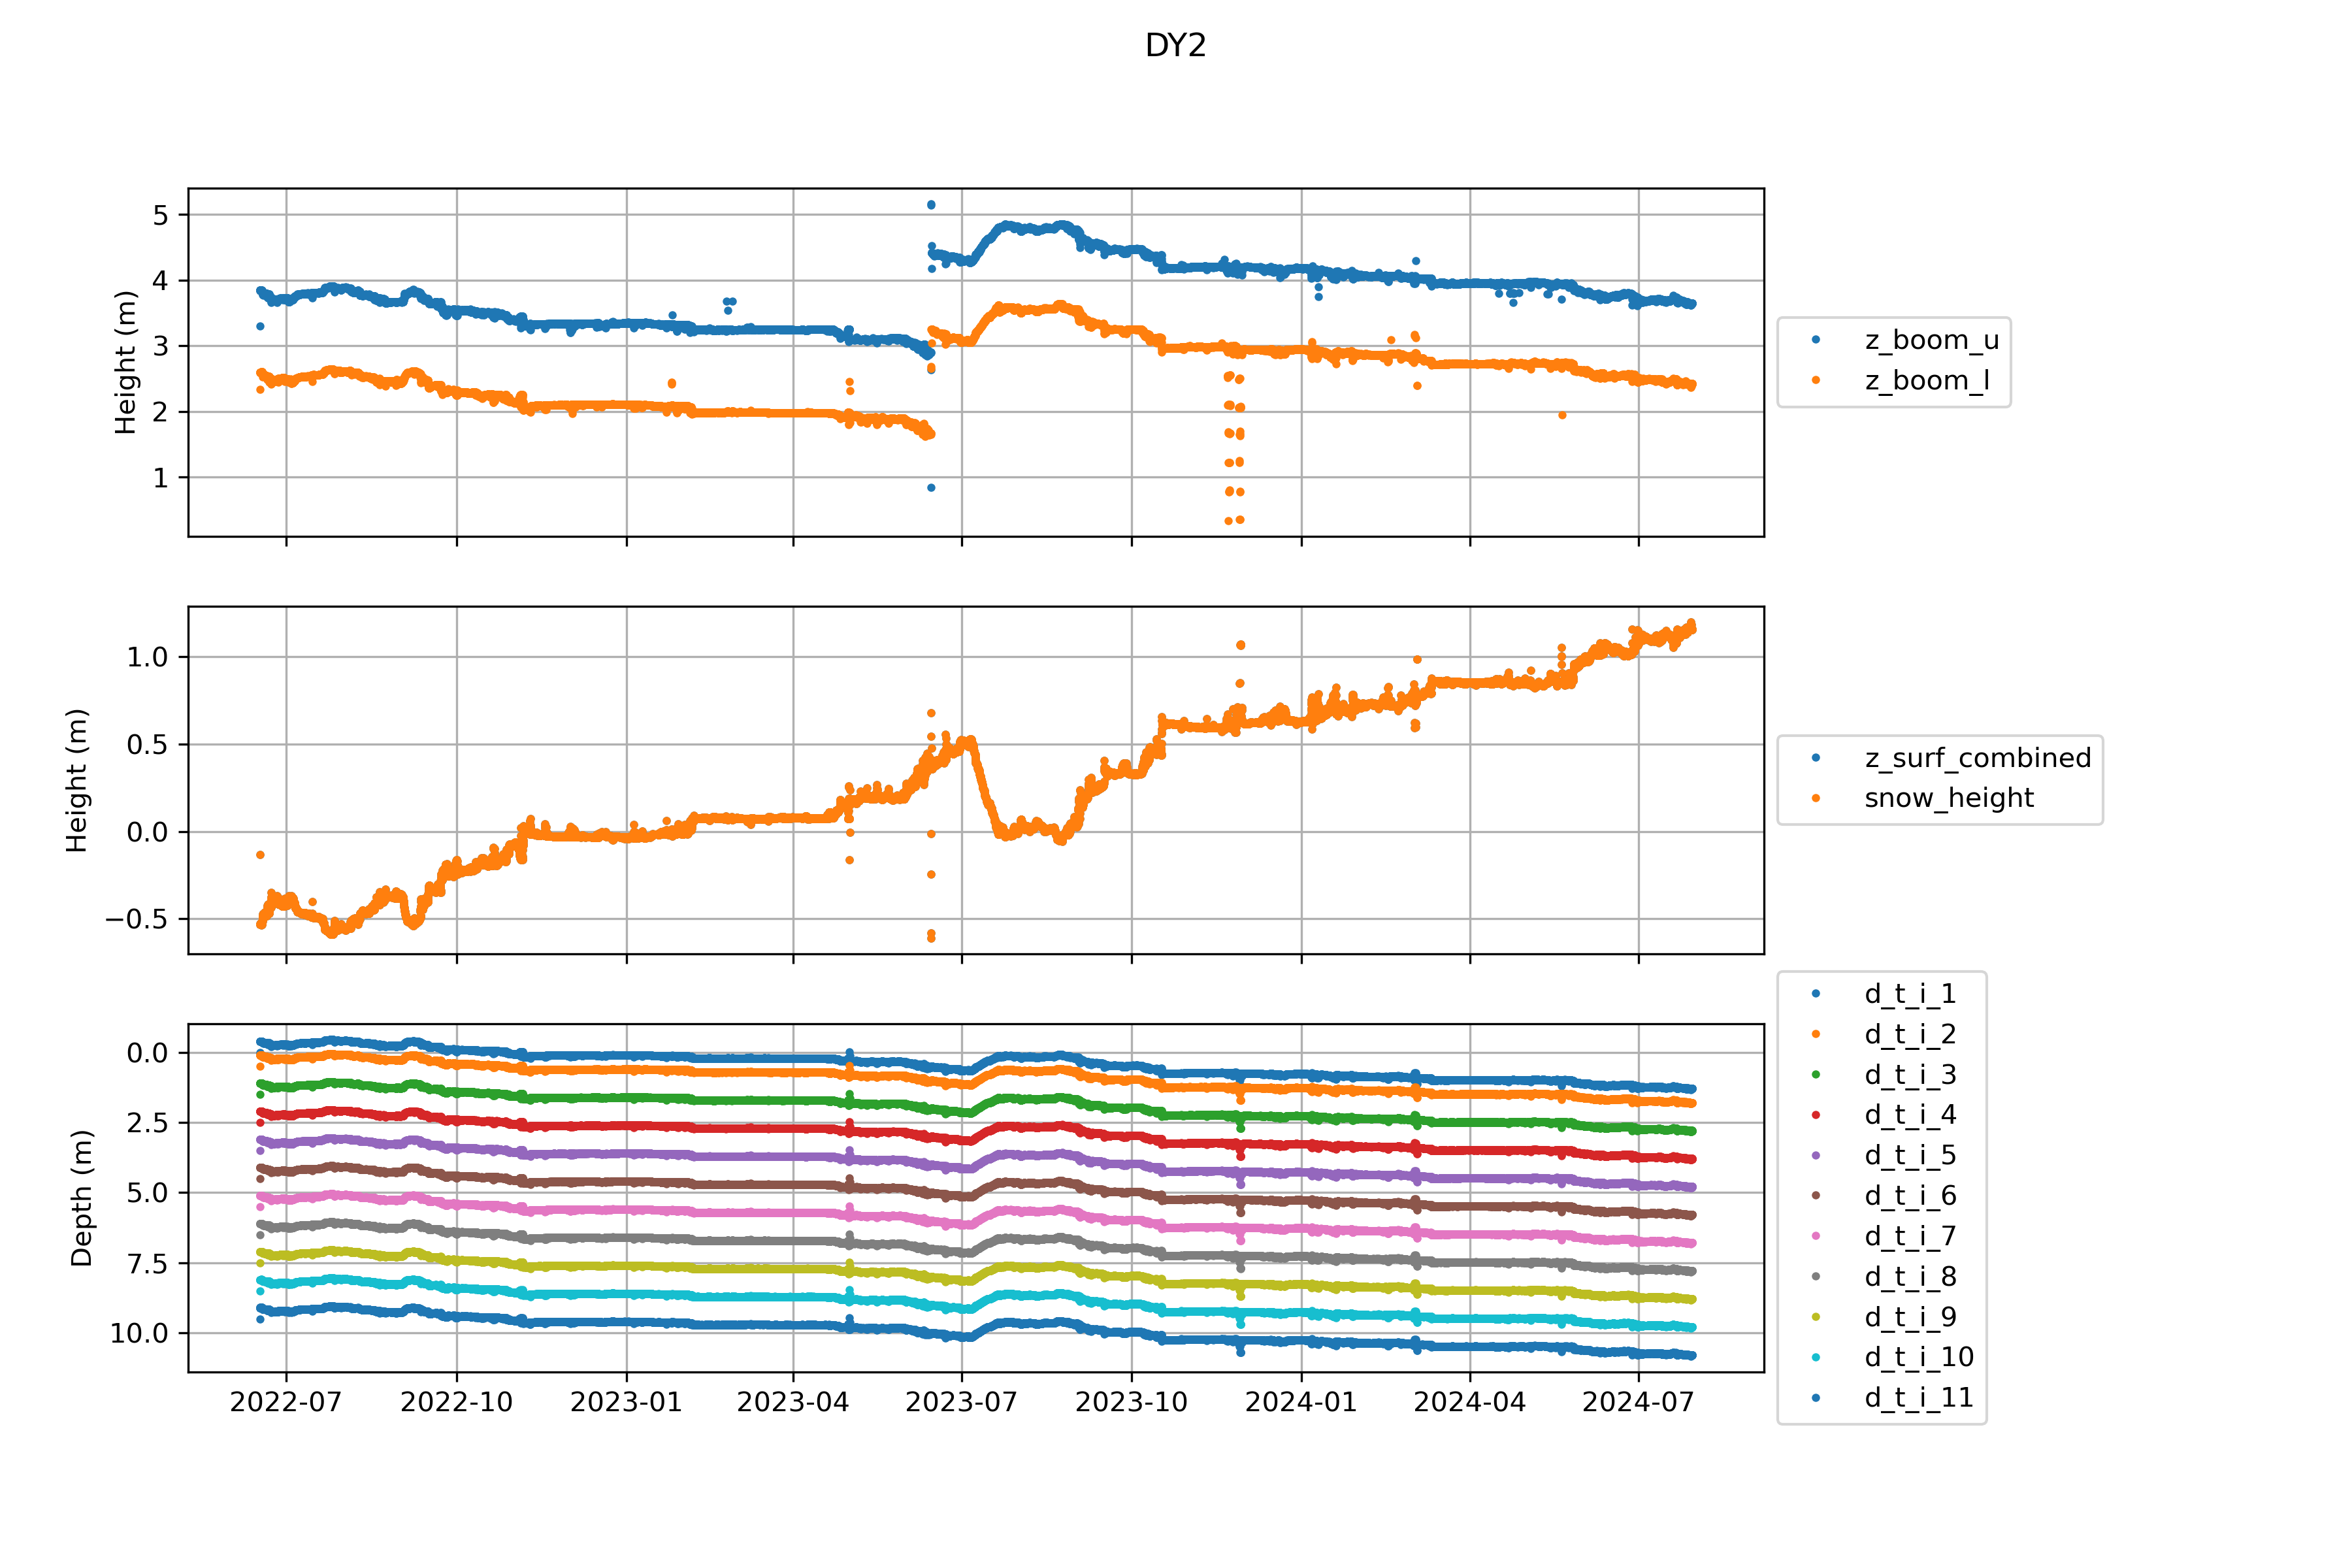 DY2
Height (m)
5
4
3
2
1
z_boom_u
z_boom_l
Height (m)
1.0
0.5
0.0
−0.5
z_surf_combined
snow_height
Depth (m)
0.0
2.5
5.0
7.5
10.0
2022-07 2022-10 2023-01 2023-04 2023-07 2023-10 2024-01 2024-04 2024-07
d_t_i_1
d_t_i_2
d_t_i_3
d_t_i_4
d_t_i_5
d_t_i_6
d_t_i_7
d_t_i_8
d_t_i_9
d_t_i_10
d_t_i_11